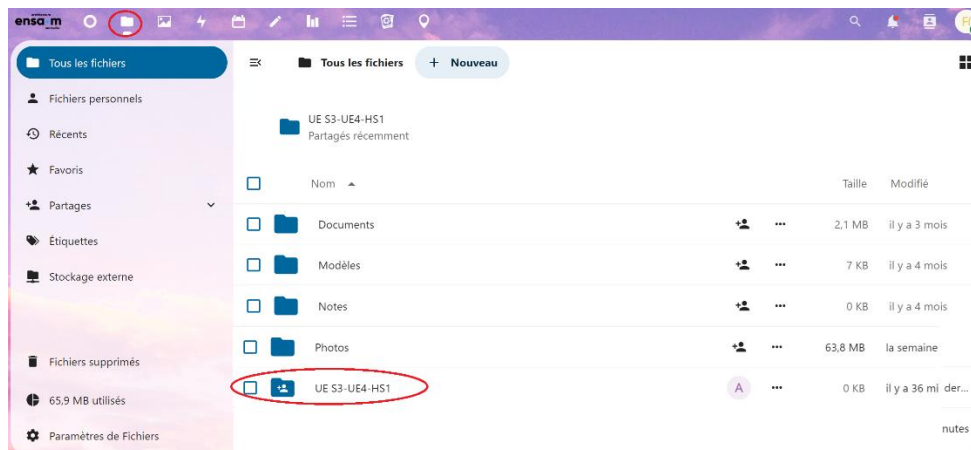 ensa m
Tous les fichiers
Fichiers personnels
Récents
Favoris
Partages
Étiquettes
Stockage externe
Fichiers supprimés
65,9 MB utilisés
Paramètres de Fichiers
Tous les fichiers + Nouveau
UE S3-UE4-HS1
Partagés récemment
Nom Taille Modifié
Documents 2,1 MB il y a 3 mois
Modèles 7 KB il y a 4 mois
Notes 0 KB il y a 4 mois
Photos 63,8 MB la semaine
UE S3-UE4-HS1 A 0 KB il y a 36 mi der...
nutes